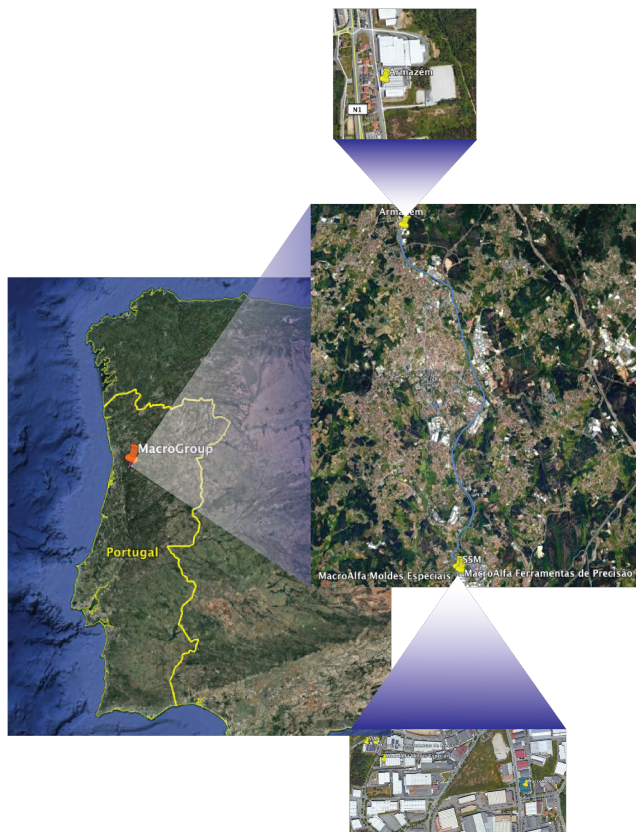 Armazém
N1
Armazém
MacroGroup
Portugal
SSM
MacroAlfa Moldes Especiais
MacroAlfa Ferramentas de Precisão